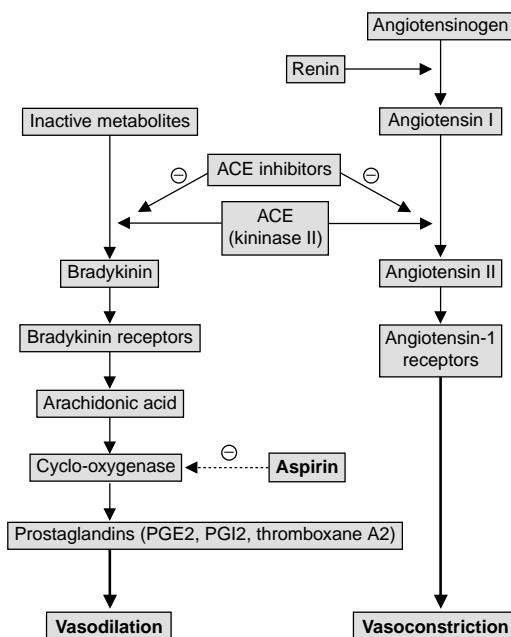 Angiotensinogen
Renin
Inactive metabolites
Angiotensin I
⊖
ACE inhibitors
⊖
ACE
(kininase II)
Bradykinin
Angiotensin II
Bradykinin receptors
Angiotensin-1
receptors
Arachidonic acid
Cyclo-oxygenase
⊖
Aspirin
Prostaglandins (PGE2, PGI2, thromboxane A2)
Vasodilation
Vasoconstriction